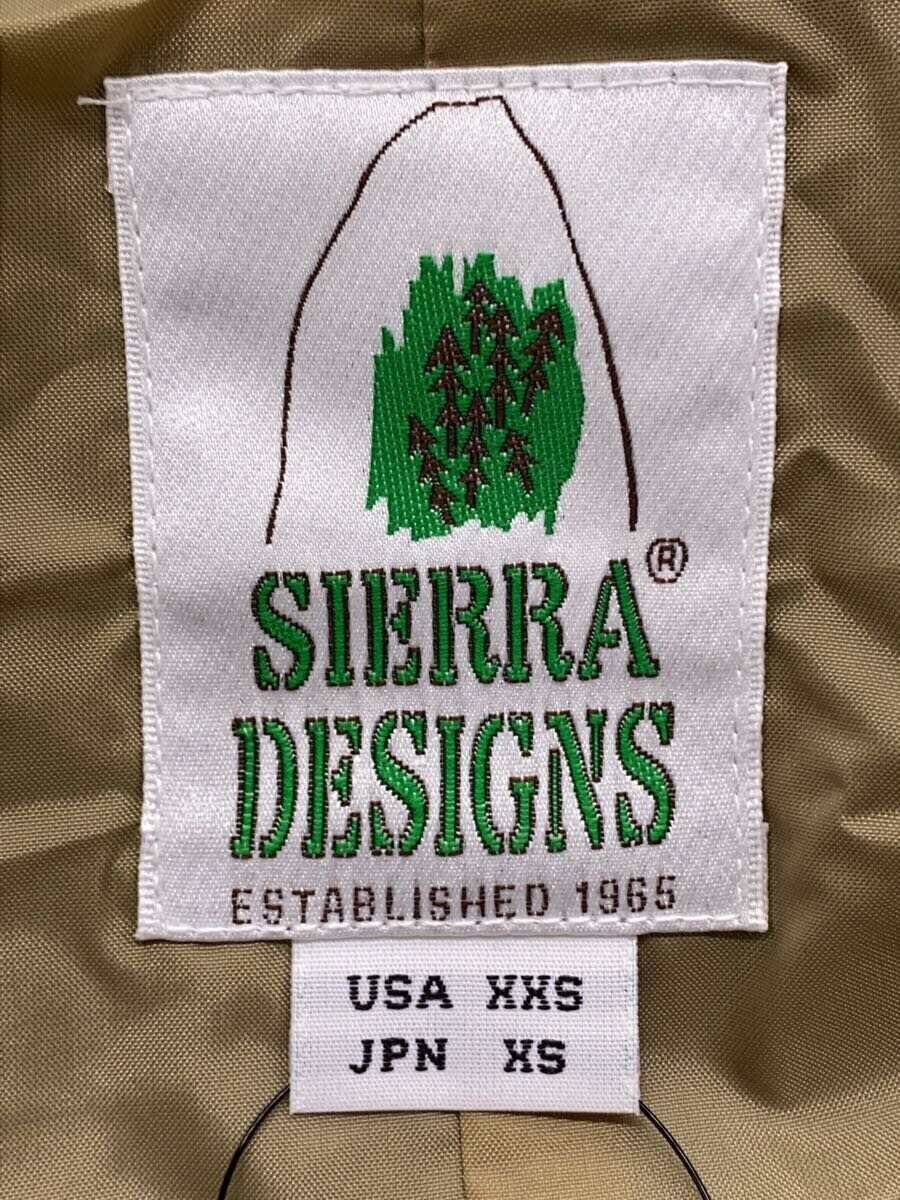 SIERRA®
DESIGNS
ESTABLISHED 1965
USA XXS
JPN XS